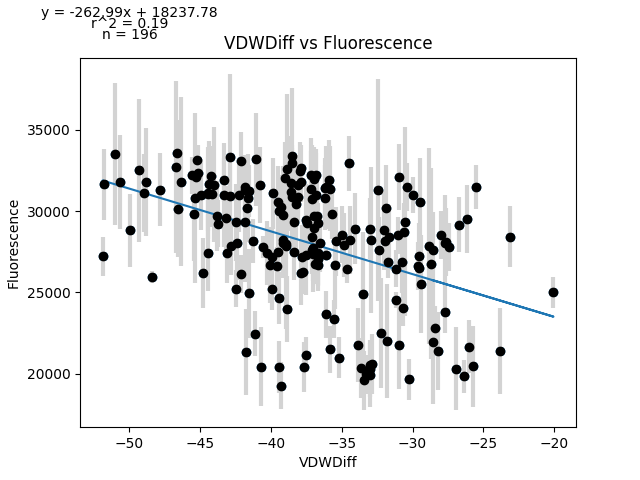 y = -262.99x + 18237.78
r^2 = 0.19
n = 196
VDWDiff vs Fluorescence
Fluorescence
35000
30000
25000
20000
−50
−45
−40
−35
−30
−25
−20
VDWDiff